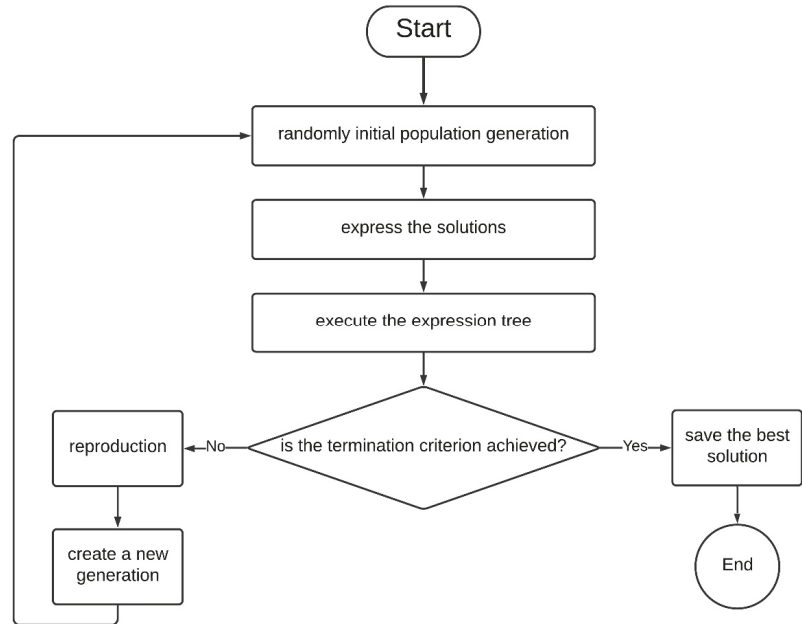 Start
randomly initial population generation
express the solutions
execute the expression tree
is the termination criterion achieved?
No
Yes
reproduction
create a new
generation
save the best
solution
End